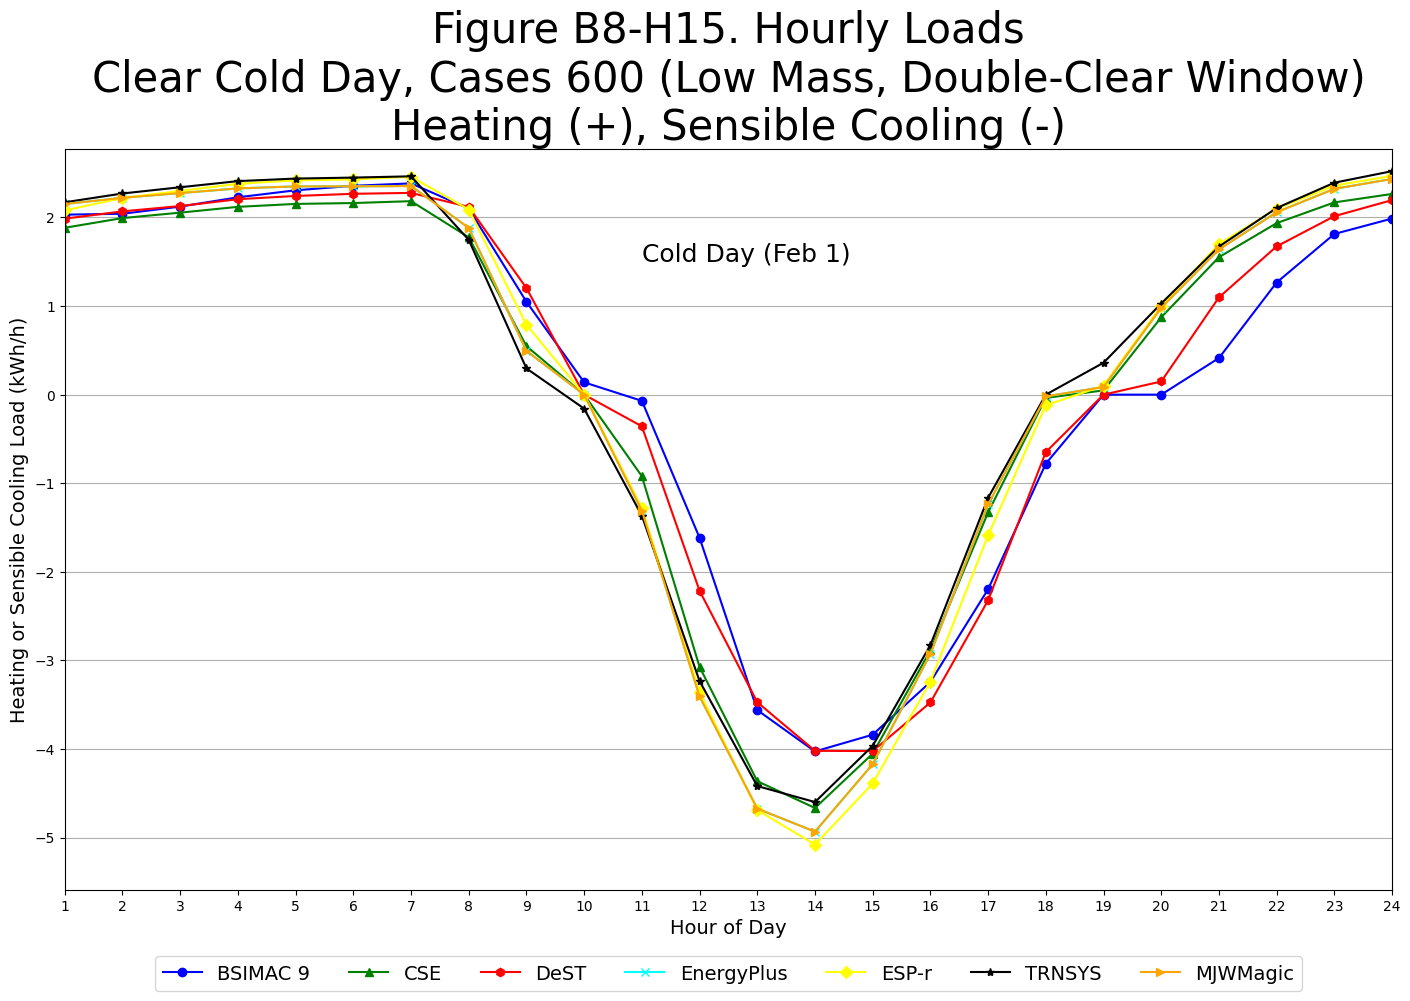 Figure B8-H15. Hourly Loads
Clear Cold Day, Cases 600 (Low Mass, Double-Clear Window)
Heating (+), Sensible Cooling (-)
Heating or Sensible Cooling Load (kWh/h)
2
1
0
−1
−2
−3
−4
−5
Cold Day (Feb 1)
1 2 3 4 5 6 7 8 9 10 11 12 13 14 15 16 17 18 19 20 21 22 23 24
Hour of Day
BSIMAC 9 CSE DeST EnergyPlus ESP-r TRNSYS MJWMagic